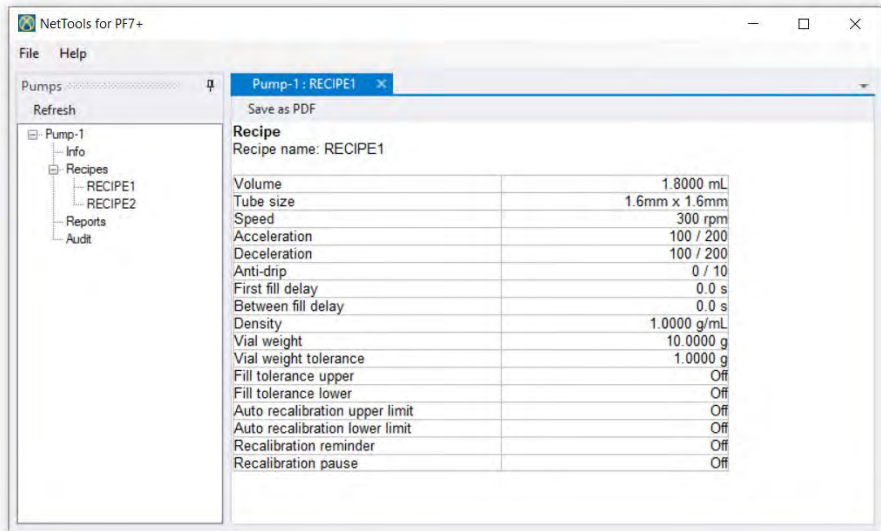 NetTools for PF7+
File Help
Pumps
Refresh
Pump-1
Info
Recipes
RECIPE1
RECIPE2
Reports
Audit
Pump-1 : RECIPE1
Save as PDF
Recipe
Recipe name: RECIPE1
Volume 1.8000 mL
Tube size 1.6mm x 1.6mm
Speed 300 rpm
Acceleration 100 / 200
Deceleration 100 / 200
Anti-drip 0 / 10
First fill delay 0.0 s
Between fill delay 0.0 s
Density 1.0000 g/mL
Vial weight 10.0000 g
Vial weight tolerance 1.0000 g
Fill tolerance upper Off
Fill tolerance lower Off
Auto recalibration upper limit Off
Auto recalibration lower limit Off
Recalibration reminder Off
Recalibration pause Off